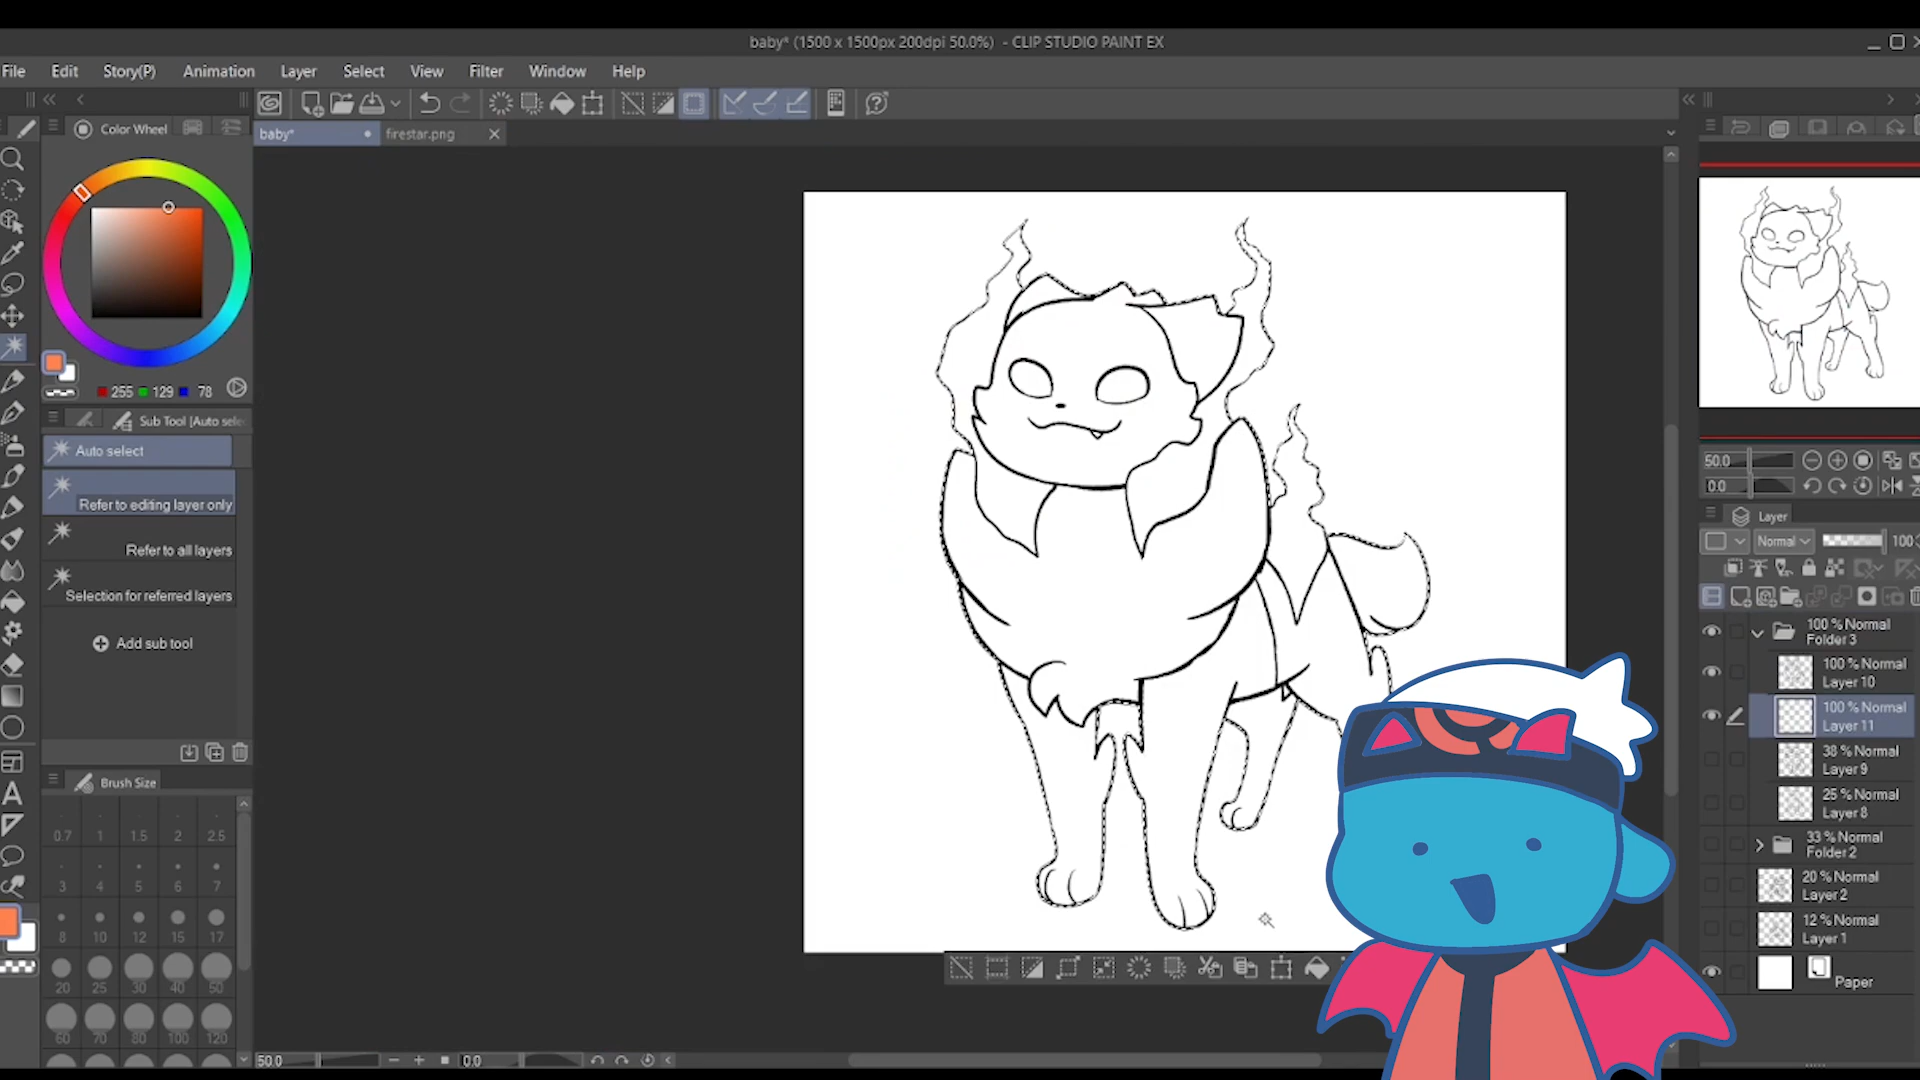 baby* (1500 x 1500px 200dpi 50.0%) - CLIP STUDIO PAINT EX
File Edit Story(P) Animation Layer Select View Filter Window Help
Color Wheel
baby* firestar.png
255 129 78
Sub Tool [Auto sele
Auto select
Refer to editing layer only
Refer to all layers
Selection for referred layers
Add sub tool
Brush Size
0.7 1 1.5 2 2.5
3 4 5 6 7
8 10 12 15 17
20 25 30 40 50
60 70 80 100 120
50.0 0.0
50.0
0.0
Layer
Normal 100
100 % Normal
Folder 3
100 % Normal
Layer 10
100 % Normal
Layer 11
38 % Normal
Layer 9
25 % Normal
Layer 8
33 % Normal
Folder 2
20 % Normal
Layer 2
12 % Normal
Layer 1
Paper